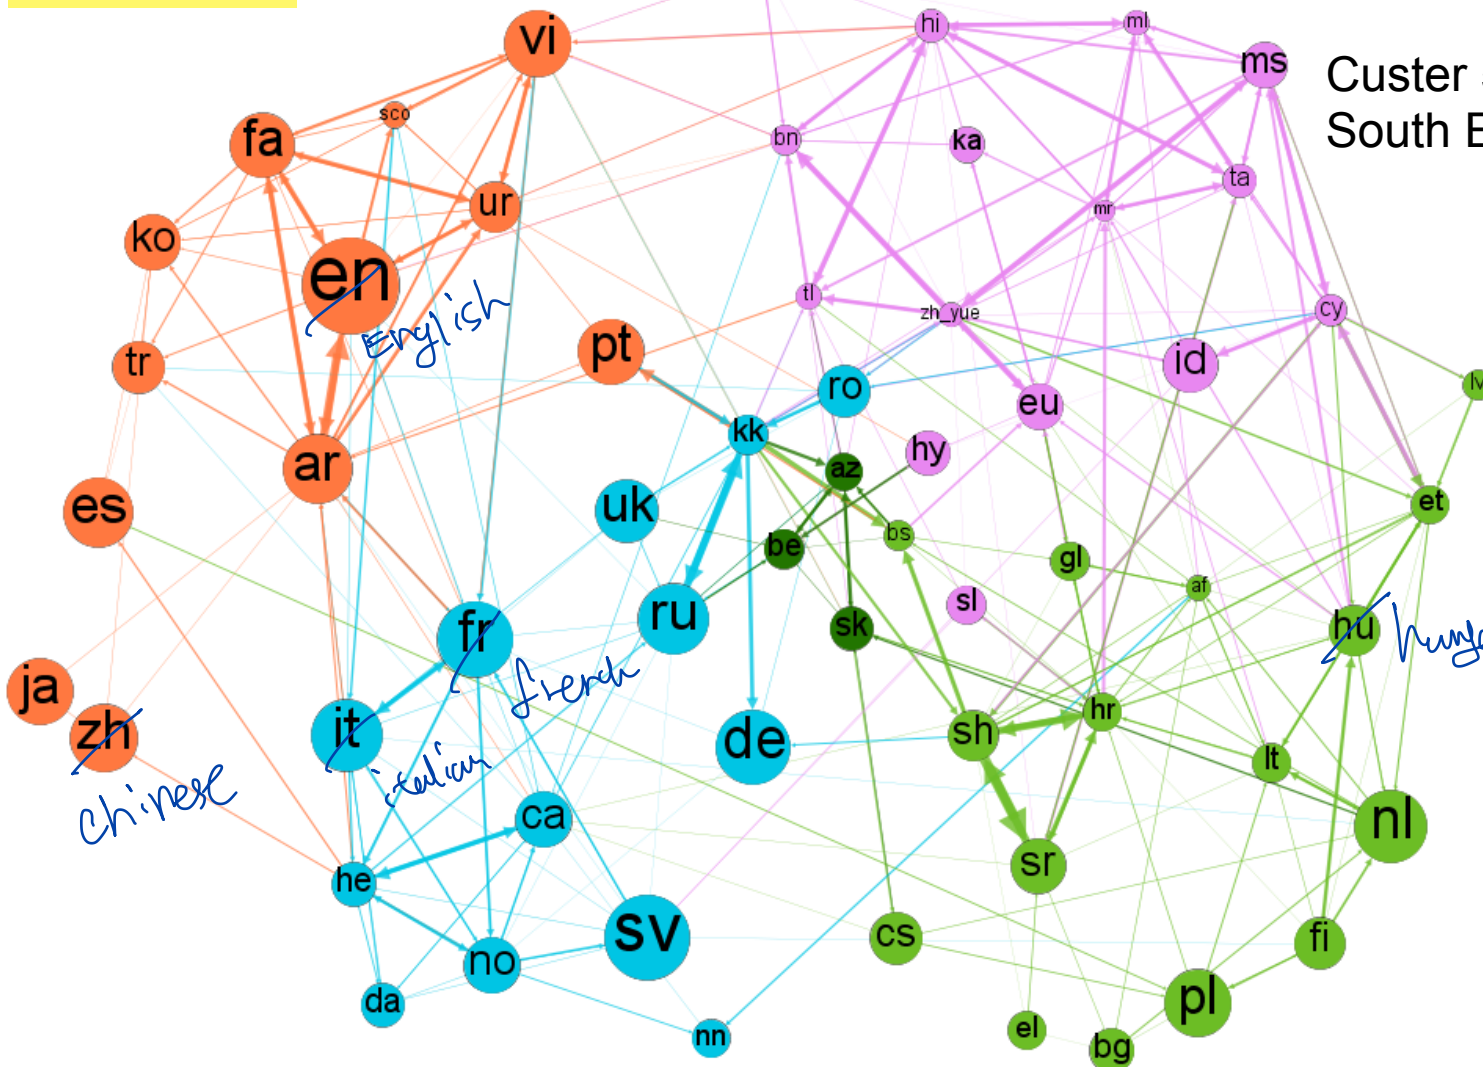 vi
hi
ml
ms
Custer
South E
sco
fa
bn
ka
ta
ur
mr
ko
en
English
tl
zh_yue
cy
tr
pt
ro
id
eu
lv
kk
ar
hy
az
es
uk
bs
et
be
gl
af
sl
ru
sk
hu
fr
french
ja
zh
chinese
it
italian
de
sh
hr
lt
ca
nl
he
sr
sv
cs
fi
no
da
pl
nn
el
bg